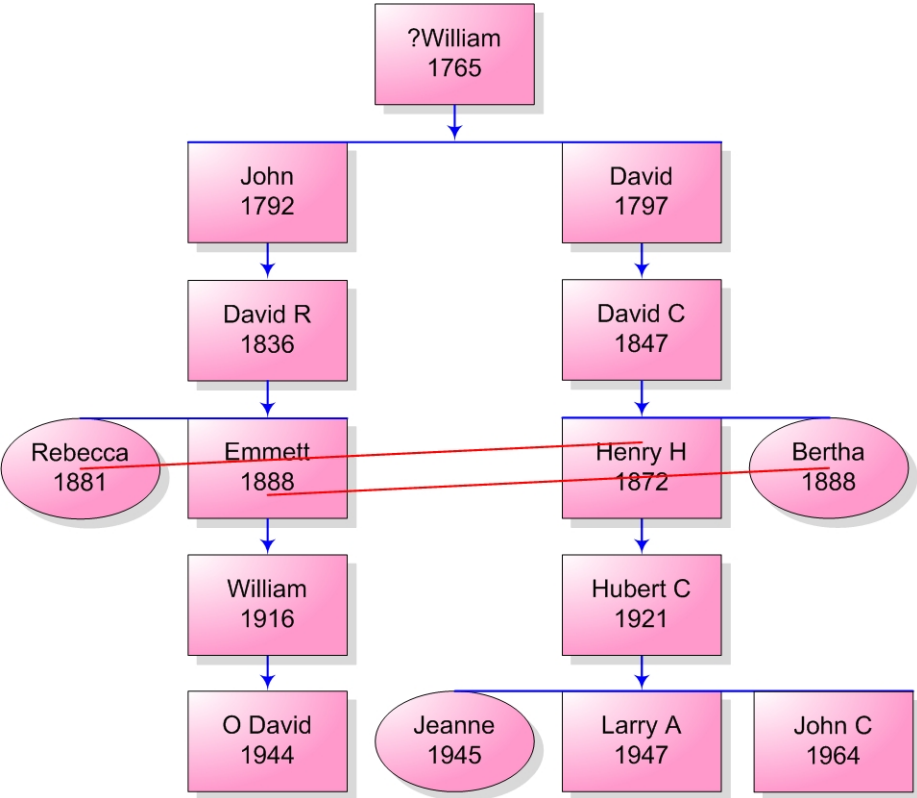 ?William
1765
John
1792
David
1797
David R
1836
David C
1847
Rebecca
1881
Emmett
1888
Henry H
1872
Bertha
1888
William
1916
Hubert C
1921
O David
1944
Jeanne
1945
Larry A
1947
John C
1964